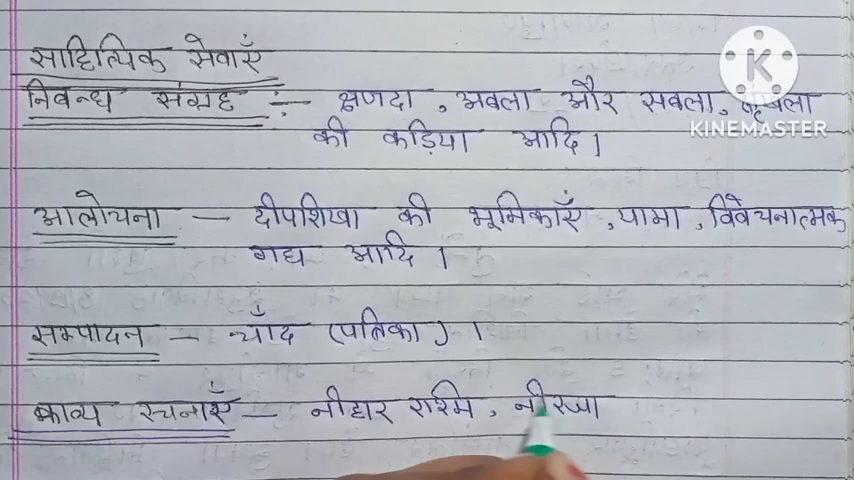 साहित्यिक सेवाएँ
निबन्ध संग्रह :- क्षणदा, अबला और सबला,
की कड़िया आदि।
आलोचना - दीपशिखा की भूमिकाएँ, यामा, विवेचनात्मक
गद्य आदि।
सम्पादन - चाँद (पत्रिका)।
काव्य रचनाएँ - नीहार रश्मि, नीरजा
K
KINEMASTER